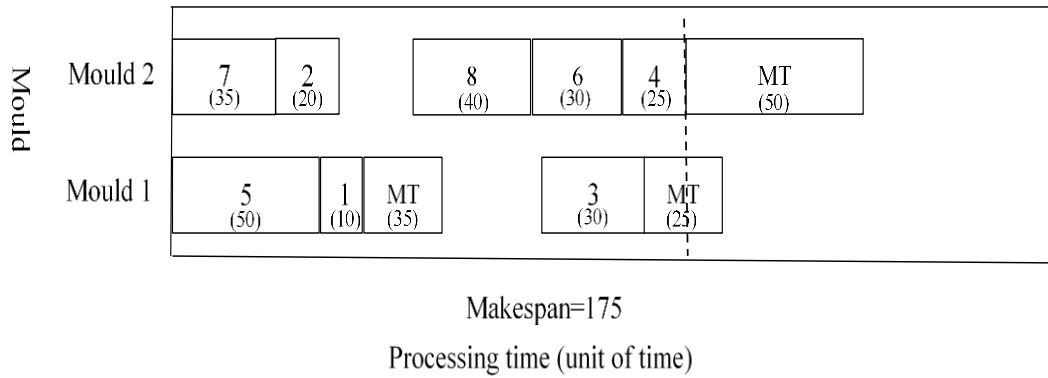 Mould
Mould 2
7
(35)
2
(20)
8
(40)
6
(30)
4
(25)
MT
(50)
Mould 1
5
(50)
1
(10)
MT
(35)
3
(30)
MT
(25)
Makespan=175
Processing time (unit of time)